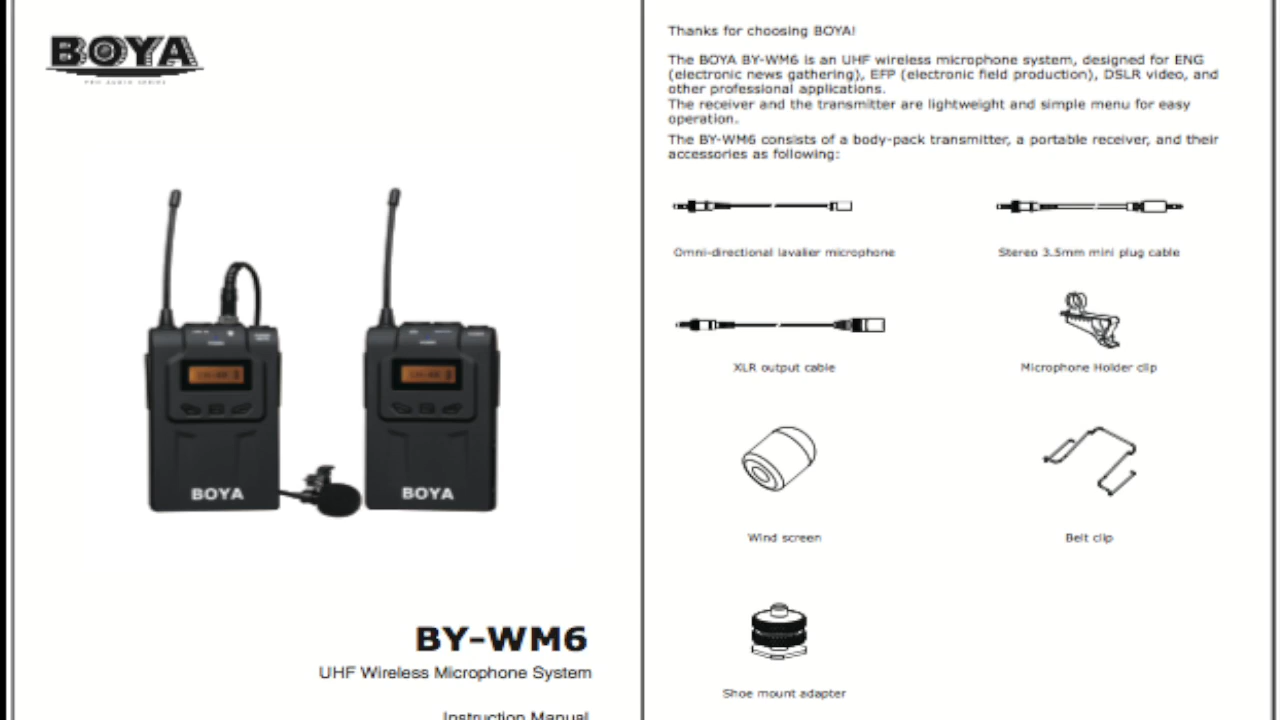 BOYA
PRO AUDIO SERIES
BOYA
BOYA
BY-WM6
UHF Wireless Microphone System
Instruction Manual
Thanks for choosing BOYA!
The BOYA BY-WM6 is an UHF wireless microphone system, designed for ENG
(electronic news gathering), EFP (electronic field production), DSLR video, and
other professional applications.
The receiver and the transmitter are lightweight and simple menu for easy
operation.
The BY-WM6 consists of a body-pack transmitter, a portable receiver, and their
accessories as following:
Omni-directional lavalier microphone
Stereo 3.5mm mini plug cable
XLR output cable
Microphone Holder clip
Wind screen
Belt clip
Shoe mount adapter